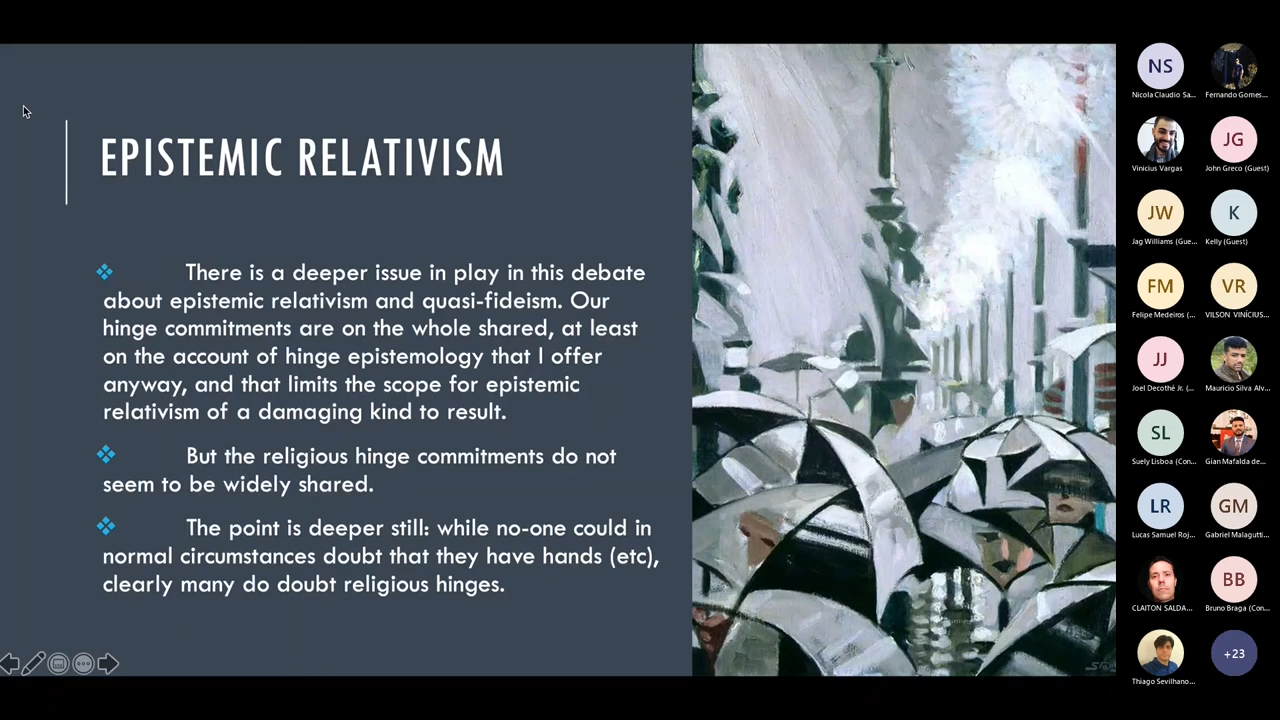 EPISTEMIC RELATIVISM
There is a deeper issue in play in this debate
about epistemic relativism and quasi-fideism. Our
hinge commitments are on the whole shared, at least
on the account of hinge epistemology that I offer
anyway, and that limits the scope for epistemic
relativism of a damaging kind to result.
But the religious hinge commitments do not
seem to be widely shared.
The point is deeper still: while no-one could in
normal circumstances doubt that they have hands (etc),
clearly many do doubt religious hinges.
NS
Nicola Claudio Sa...
Fernando Gomes...
Vinicius Vargas
JG
John Greco (Guest)
JW
Jag Williams (Gue...
K
Kelly (Guest)
FM
Felipe Medeiros (...
VR
VILSON VINÍCIUS...
JJ
Joel Decothé Jr. (...
Mauricio Silva Alv...
SL
Suely Lisboa (Con...
Gian Mafalda de...
LR
Lucas Samuel Roj...
GM
Gabriel Malagutti...
CLAITON SALDA...
BB
Bruno Braga (Con...
Thiago Sevilhano...
+23